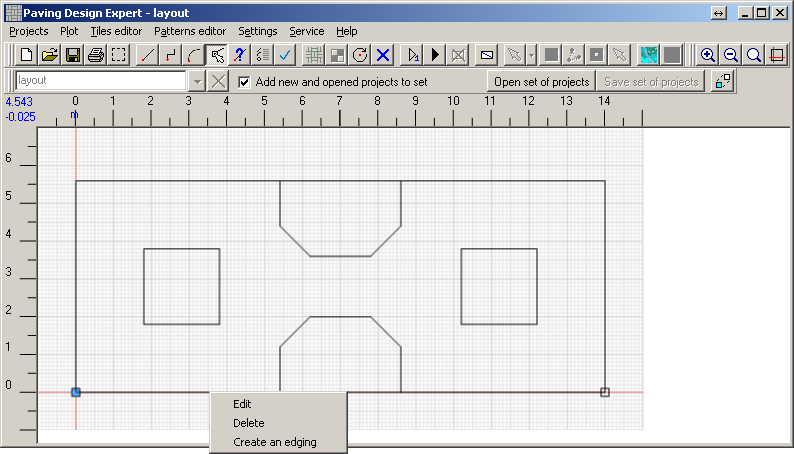 Paving Design Expert - layout
Projects Plot Tiles editor Patterns editor Settings Service Help
layout Add new and opened projects to set Open set of projects Save set of projects
4.543 0 1 2 3 4 5 6 7 8 9 10 11 12 13 14
-0.025 m
6
5
4
3
2
1
0
Edit
Delete
Create an edging